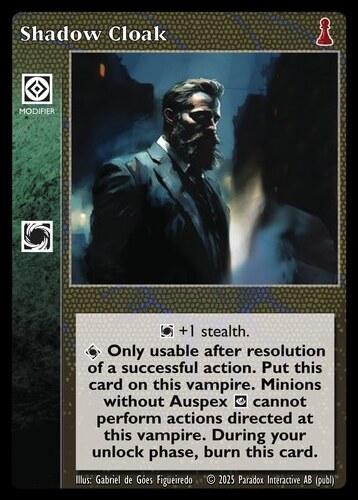 Shadow Cloak
MODIFIER
+1 stealth.
Only usable after resolution
of a successful action. Put this
card on this vampire. Minions
without Auspex cannot
perform actions directed at
this vampire. During your
unlock phase, burn this card.
Illus: Gabriel de Góes Figueiredo © 2025 Paradox Interactive AB (publ)